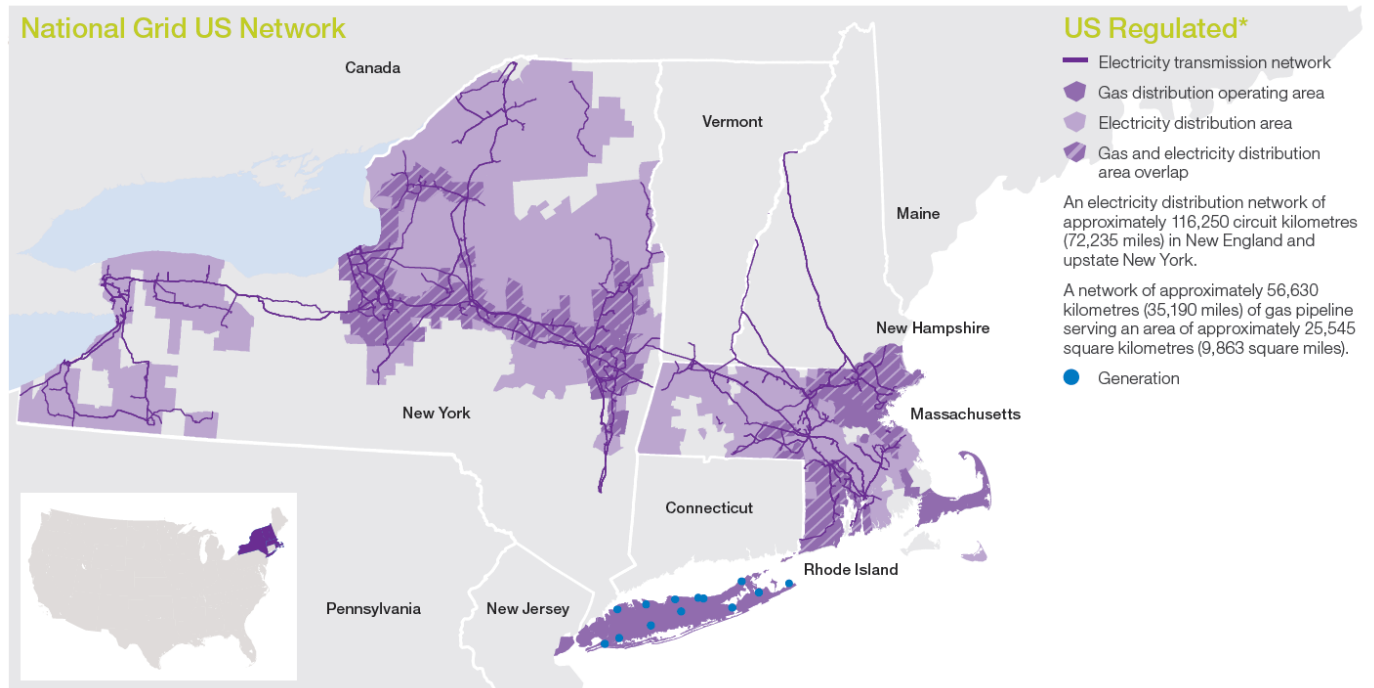 National Grid US Network
Canada
Vermont
Maine
New Hampshire
New York
Massachusetts
Connecticut
Rhode Island
Pennsylvania
New Jersey
US Regulated*
Electricity transmission network
Gas distribution operating area
Electricity distribution area
Gas and electricity distribution
area overlap
An electricity distribution network of
approximately 116,250 circuit kilometres
(72,235 miles) in New England and
upstate New York.
A network of approximately 56,630
kilometres (35,190 miles) of gas pipeline
serving an area of approximately 25,545
square kilometres (9,863 square miles).
Generation